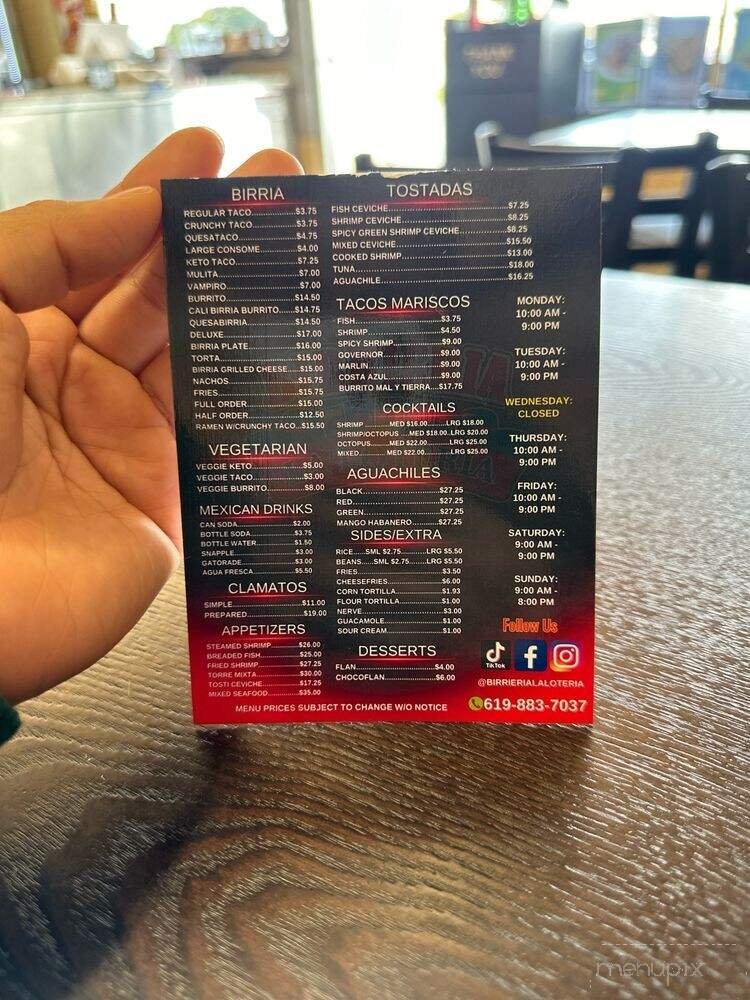 BIRRIA
REGULAR TACO............$3.75
CRUNCHY TACO............$3.75
QUESATACO............$4.75
LARGE CONSOME............$4.00
KETO TACO............$7.25
MULITA............$7.00
VAMPIRO............$7.00
BURRITO............$14.50
CALI BIRRIA BURRITO......$14.75
QUESABIRRIA............$14.50
DELUXE............$17.00
BIRRIA PLATE............$16.00
TORTA............$15.00
BIRRIA GRILLED CHEESE.....$15.00
NACHOS............$15.75
FRIES............$15.75
FULL ORDER............$15.00
HALF ORDER............$12.50
RAMEN W/CRUNCHY TACO...$15.50
VEGETARIAN
VEGGIE KETO............$5.00
VEGGIE TACO............$3.00
VEGGIE BURRITO............$8.00
MEXICAN DRINKS
CAN SODA............$2.00
BOTTLE SODA............$3.75
BOTTLE WATER............$1.50
SNAPPLE............$3.00
GATORADE............$3.00
AGUA FRESCA............$5.50
CLAMATOS
SIMPLE............$11.00
PREPARED............$19.00
APPETIZERS
STEAMED SHRIMP............$26.00
BREADED FISH............$25.00
FRIED SHRIMP............$27.25
TORRE MIXTA............$30.00
TOSTI CEVICHE............$17.25
MIXED SEAFOOD............$35.00
TOSTADAS
FISH CEVICHE............$7.25
SHRIMP CEVICHE............$8.25
SPICY GREEN SHRIMP CEVICHE............$8.25
MIXED CEVICHE............$15.50
COOKED SHRIMP............$13.00
TUNA............$18.00
AGUACHILE............$16.25
TACOS MARISCOS
FISH............$3.75
SHRIMP............$4.50
SPICY SHRIMP............$9.00
GOVERNOR............$9.00
MARLIN............$9.00
COSTA AZUL............$9.00
BURRITO MAL Y TIERRA....$17.75
COCKTAILS
SHRIMP..........MED $16.00.........LRG $18.00
SHRIMP/OCTOPUS ....MED $18.00..LRG $20.00
OCTOPUS..........MED $22.00..........LRG $25.00
MIXED..........MED $22.00..........LRG $25.00
AGUACHILES
BLACK............$27.25
RED............$27.25
GREEN............$27.25
MANGO HABANERO..........$27.25
SIDES/EXTRA
RICE......SML $2.75..........LRG $5.50
BEANS......SML $2.75.........LRG $5.50
FRIES............$3.50
CHEESEFRIES............$6.00
CORN TORTILLA............$1.93
FLOUR TORTILLA............$1.00
NERVE............$3.00
GUACAMOLE............$1.00
SOUR CREAM............$1.00
DESSERTS
FLAN............$4.00
CHOCOFLAN............$6.00
MONDAY:
10:00 AM -
9:00 PM
TUESDAY:
10:00 AM -
9:00 PM
WEDNESDAY:
CLOSED
THURSDAY:
10:00 AM -
9:00 PM
FRIDAY:
10:00 AM -
9:00 PM
SATURDAY:
9:00 AM -
9:00 PM
SUNDAY:
9:00 AM -
8:00 PM
Follow Us
TikTok
@BIRRIERIALALOTERIA
619-883-7037
MENU PRICES SUBJECT TO CHANGE W/O NOTICE
THANK
YOU
menupix